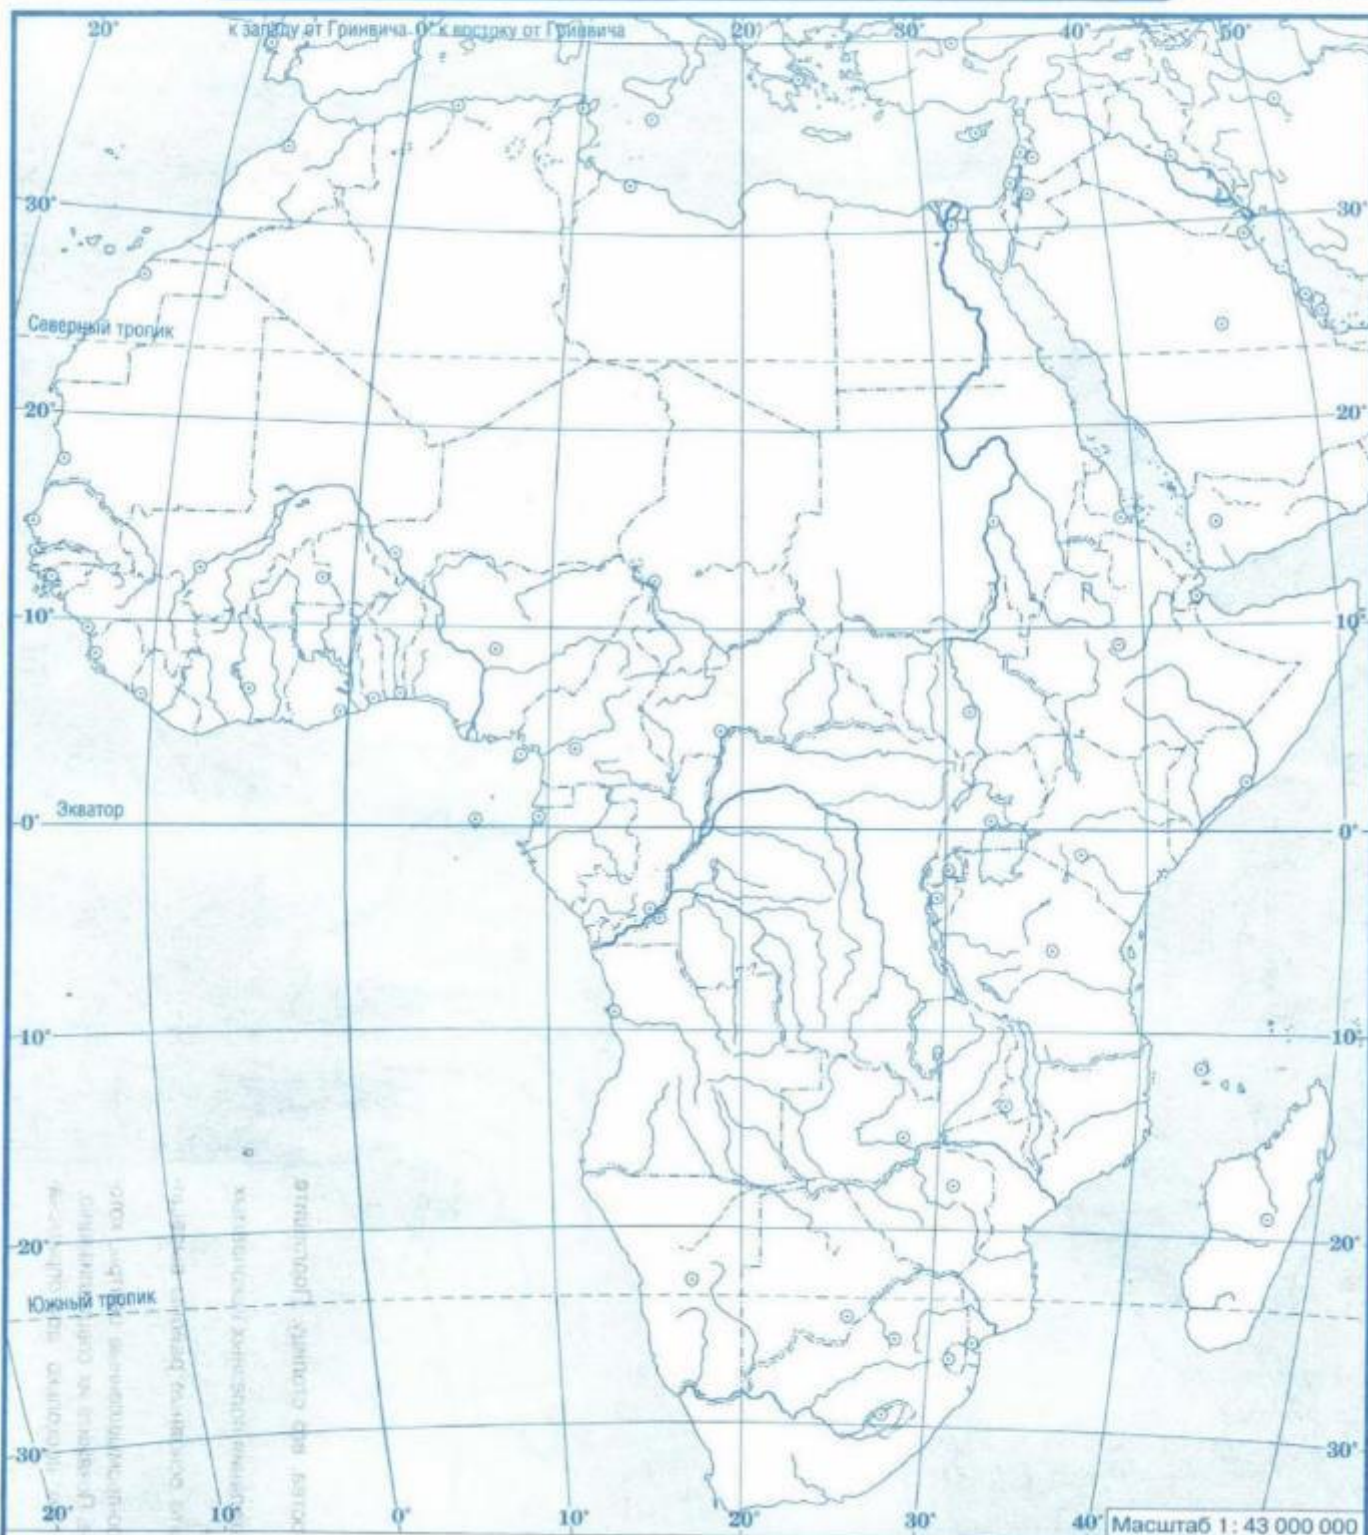 20° к западу от Гринвича 0° к востоку от Гринвича 20° 30° 40° 50°
30° 30°
Северный тропик
20° 20°
10° 10°
0° Экватор 0°
10° 10°
20° 20°
Южный тропик
30° 30°
20° 10° 0° 10° 20° 30° 40°
Масштаб 1: 43 000 000